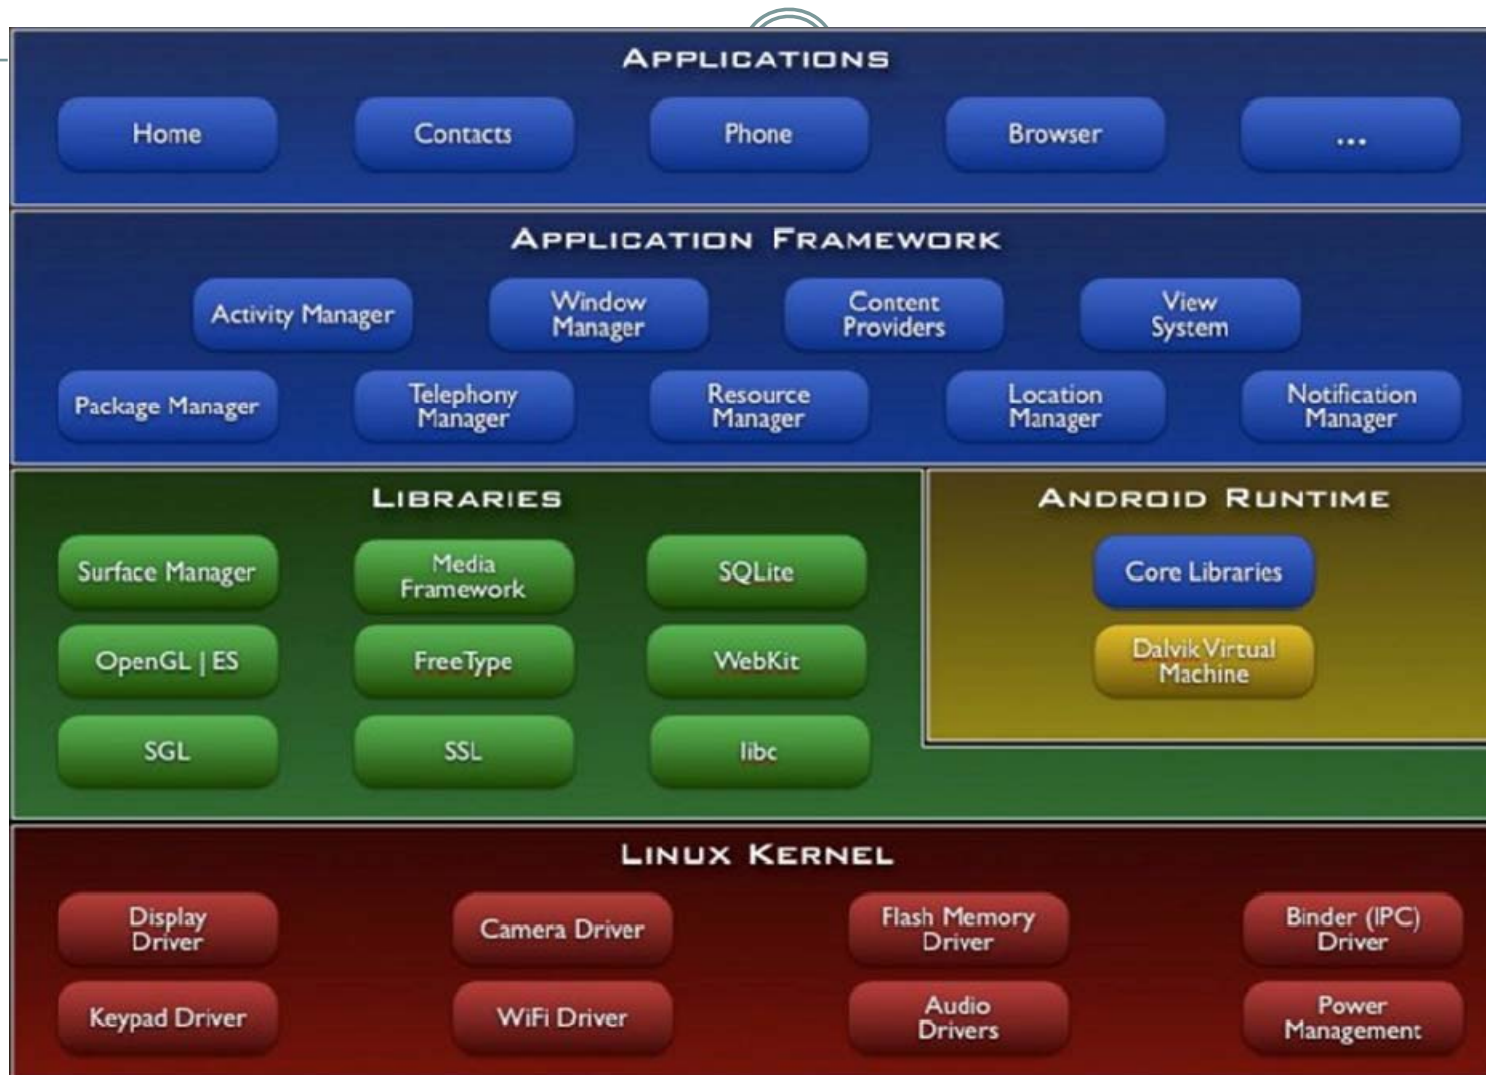 APPLICATIONS
Home
Contacts
Phone
Browser
...
APPLICATION FRAMEWORK
Activity Manager
Window
Manager
Content
Providers
View
System
Package Manager
Telephony
Manager
Resource
Manager
Location
Manager
Notification
Manager
LIBRARIES
Surface Manager
Media
Framework
SQLite
OpenGL | ES
FreeType
WebKit
SGL
SSL
libc
ANDROID RUNTIME
Core Libraries
Dalvik Virtual
Machine
LINUX KERNEL
Display
Driver
Camera Driver
Flash Memory
Driver
Binder (IPC)
Driver
Keypad Driver
WiFi Driver
Audio
Drivers
Power
Management